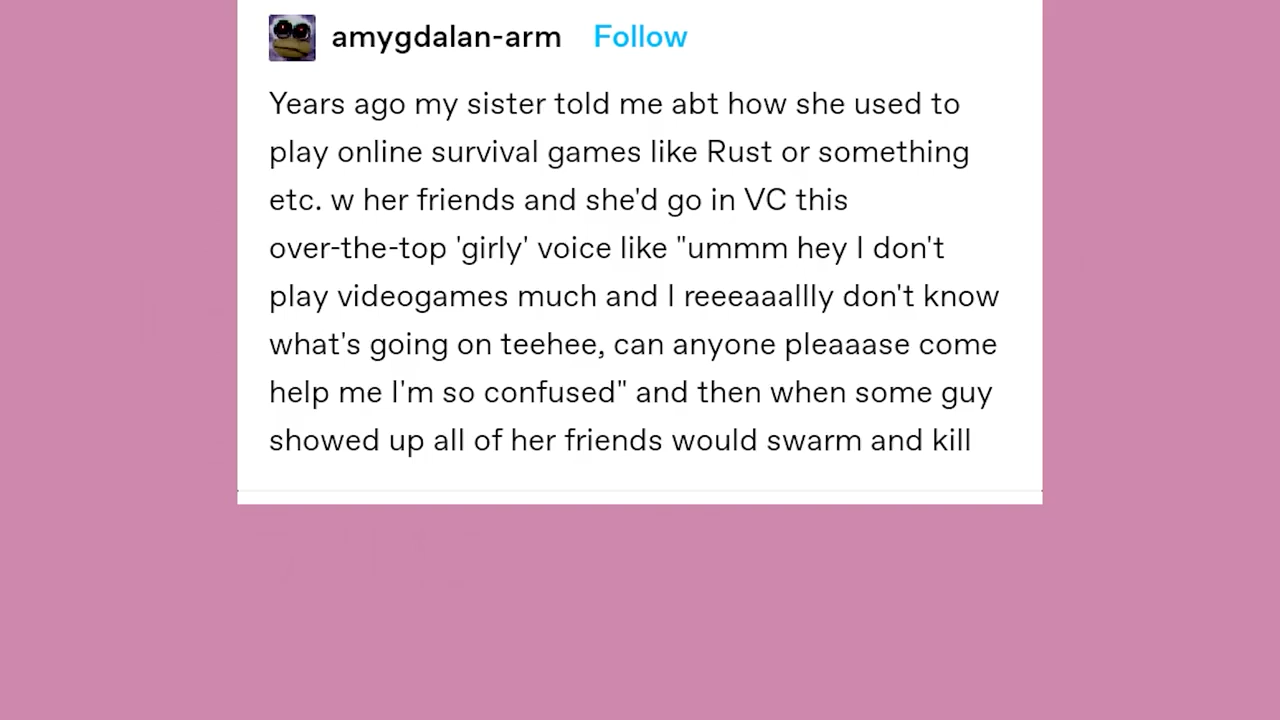 amygdalan-arm Follow
Years ago my sister told me abt how she used to
play online survival games like Rust or something
etc. w her friends and she'd go in VC this
over-the-top 'girly' voice like "ummm hey I don't
play videogames much and I reeeaaallly don't know
what's going on teehee, can anyone pleaaase come
help me I'm so confused" and then when some guy
showed up all of her friends would swarm and kill